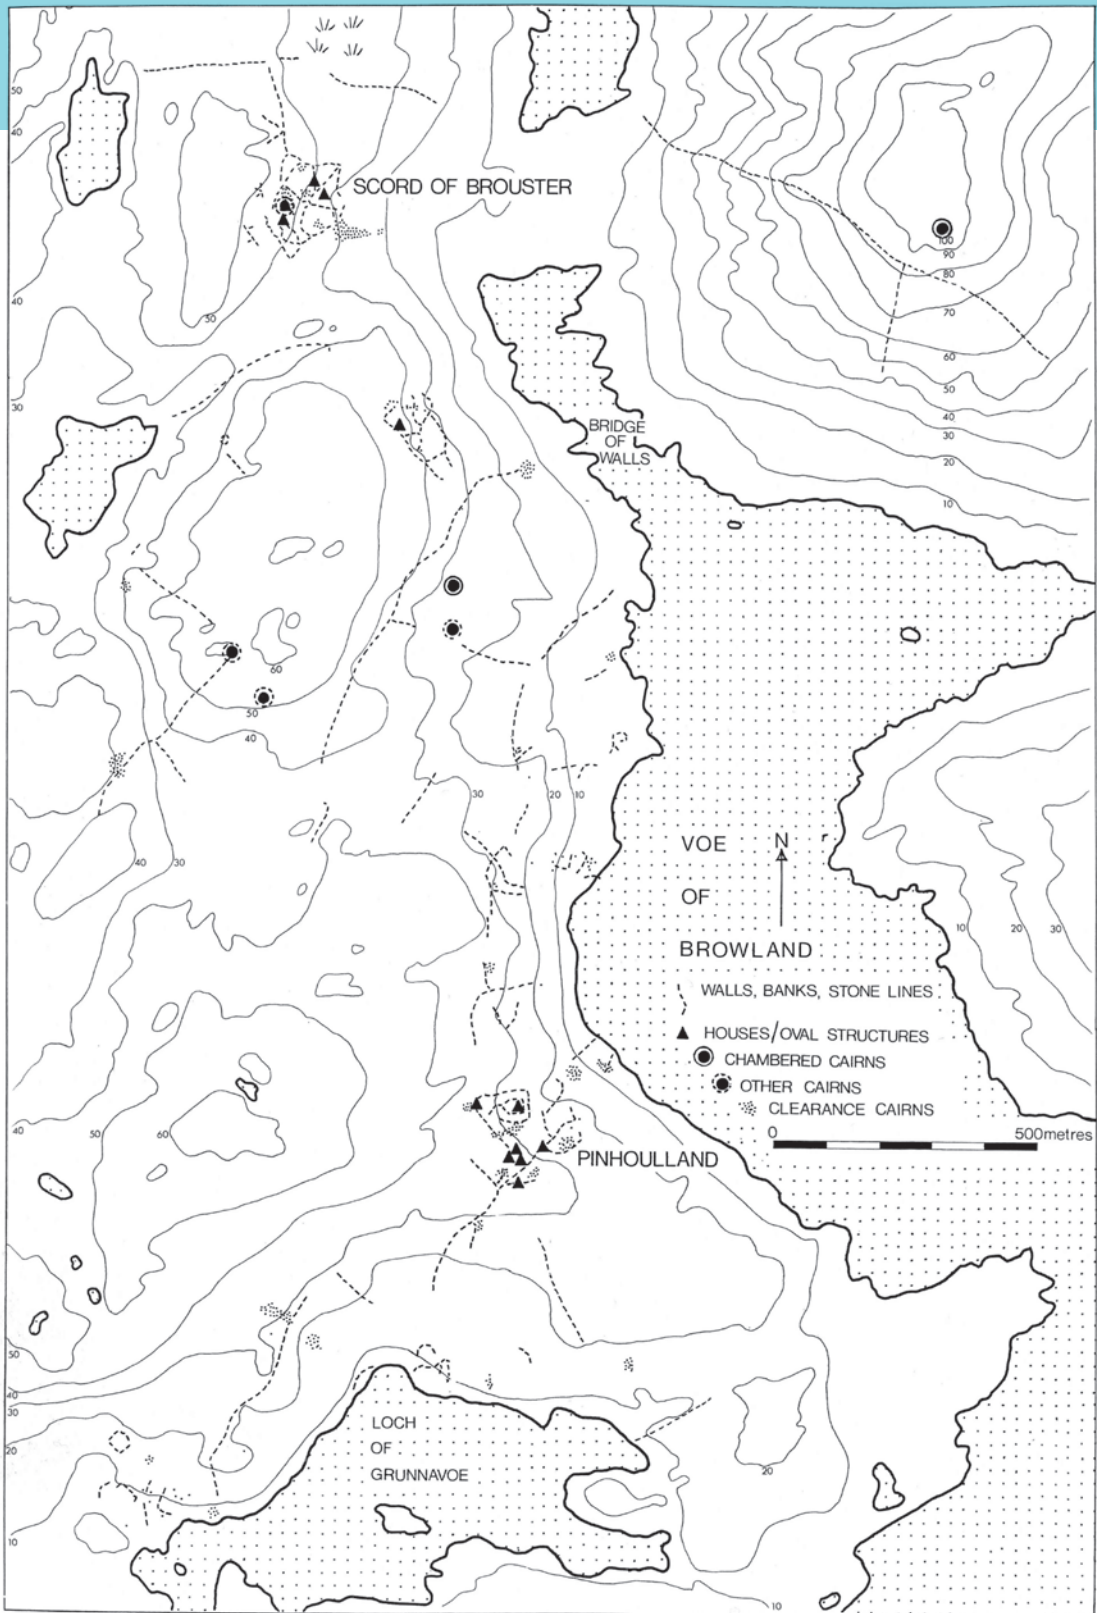 50
40
SCORD OF BROUSTER
100
90
80
70
40
50
60
50
30
40
30
BRIDGE
OF
WALLS
20
10
60
50
40
30
20
10
VOE
N
40
30
OF
10
20
30
BROWLAND
WALLS, BANKS, STONE LINES
HOUSES/OVAL STRUCTURES
CHAMBERED CAIRNS
OTHER CAIRNS
CLEARANCE CAIRNS
40
50
60
0
500metres
PINHOULLAND
50
40
30
LOCH
20
OF
GRUNNAVOE
20
10
10